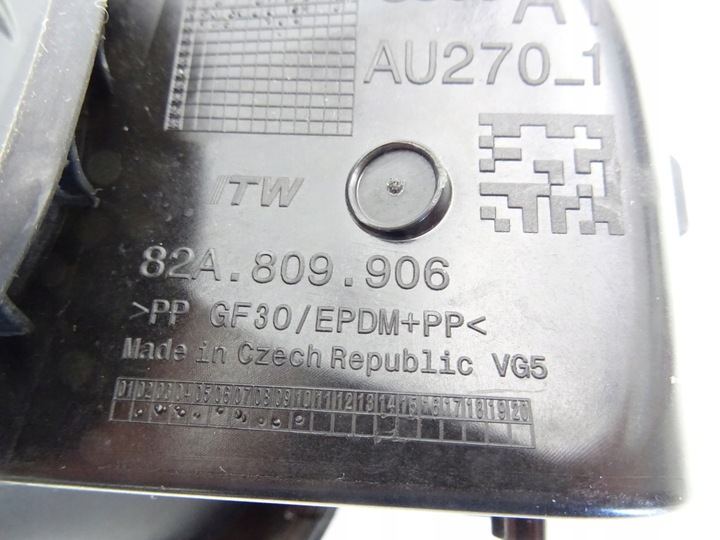 AU270_1
ITW
82A.809.906
>PP GF30/EPDM+PP<
Made in Czech Republic VG5
01 02 03 04 05 06 07 08 09 10 11 12 13 14 15 16 17 18 19 20